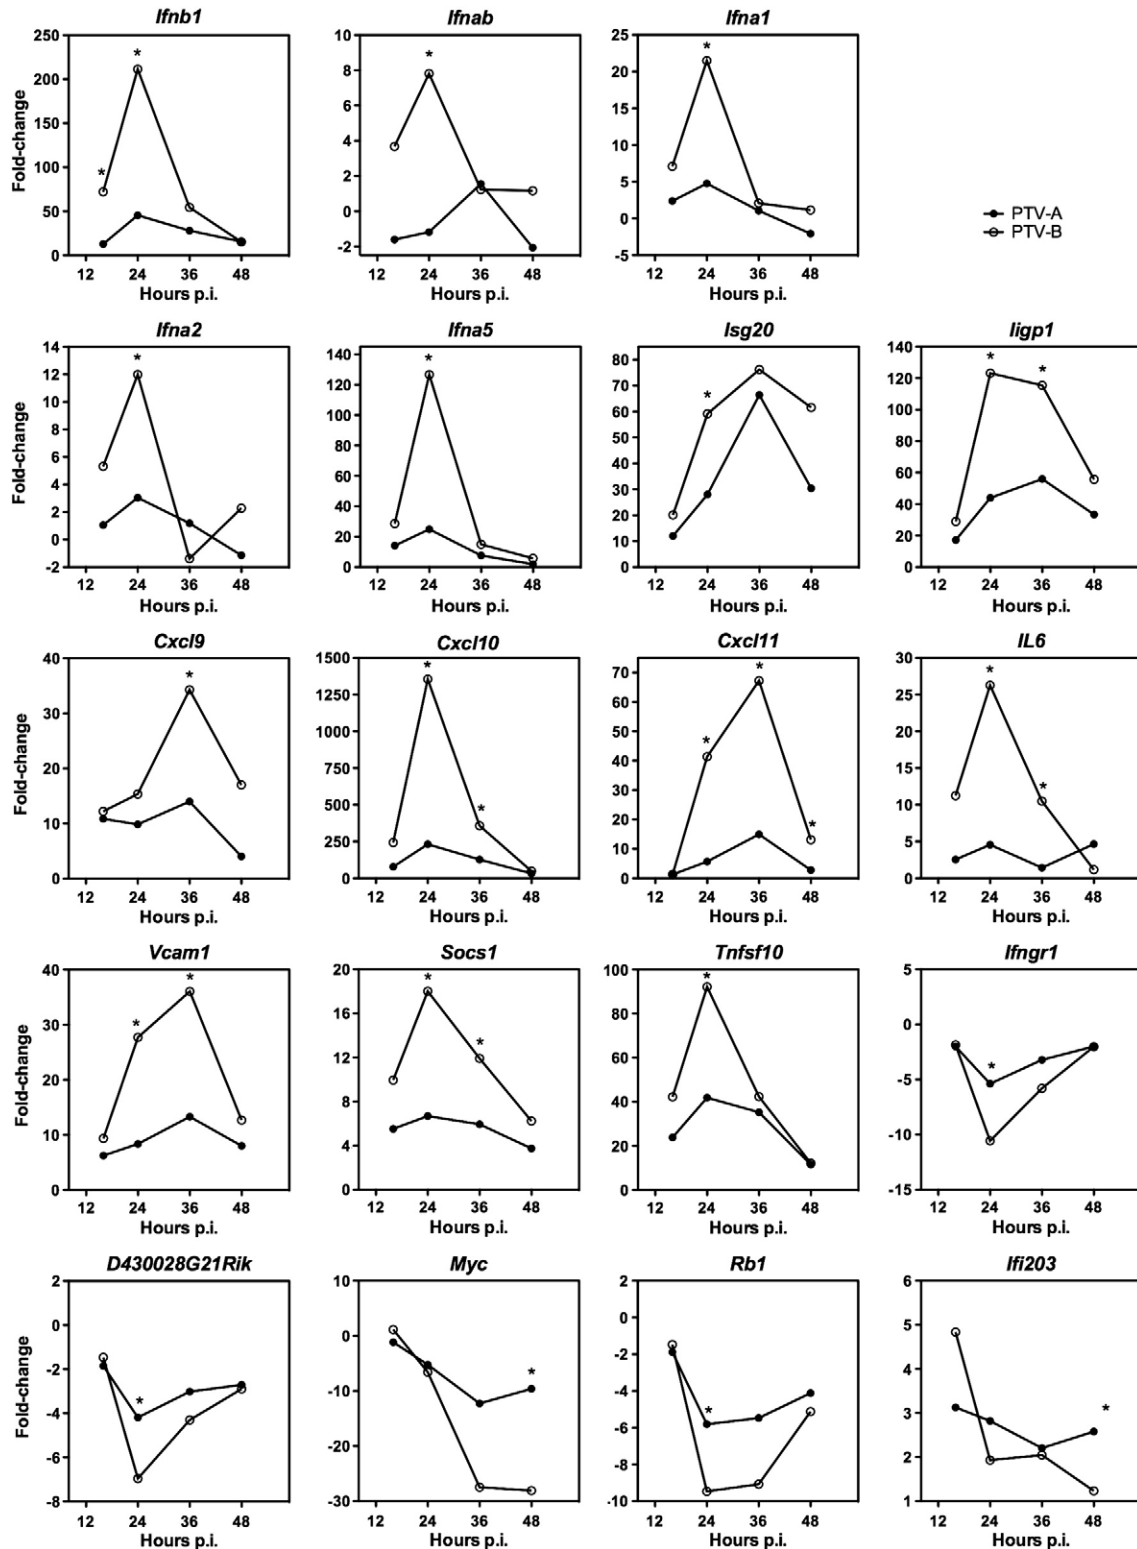 Ifnb1 Ifnab Ifna1
Fold-change
250
200
150
100
50
0
12 24 36 48
Hours p.i.
10
8
6
4
2
0
-2
12 24 36 48
Hours p.i.
25
20
15
10
5
0
-5
12 24 36 48
Hours p.i.
* * * *
PTV-A
PTV-B
Ifna2 Ifna5 Isg20 Iigp1
Fold-change
14
12
10
8
6
4
2
0
-2
12 24 36 48
Hours p.i.
140
120
100
80
60
40
20
0
12 24 36 48
Hours p.i.
80
70
60
50
40
30
20
10
0
12 24 36 48
Hours p.i.
140
120
100
80
60
40
20
0
12 24 36 48
Hours p.i.
* * * * *
Cxcl9 Cxcl10 Cxcl11 IL6
Fold-change
40
30
20
10
0
12 24 36 48
Hours p.i.
1500
1250
1000
750
500
250
0
12 24 36 48
Hours p.i.
70
60
50
40
30
20
10
0
12 24 36 48
Hours p.i.
30
25
20
15
10
5
0
12 24 36 48
Hours p.i.
* * * * * * * *
Vcam1 Socs1 Tnfsf10 Ifngr1
Fold-change
40
30
20
10
0
12 24 36 48
Hours p.i.
20
16
12
8
4
0
12 24 36 48
Hours p.i.
100
80
60
40
20
0
12 24 36 48
Hours p.i.
5
0
-5
-10
-15
12 24 36 48
Hours p.i.
* * * * * *
D430028G21Rik Myc Rb1 Ifi203
Fold-change
2
0
-2
-4
-6
-8
12 24 36 48
Hours p.i.
10
0
-10
-20
-30
12 24 36 48
Hours p.i.
2
0
-2
-4
-6
-8
-10
12 24 36 48
Hours p.i.
6
5
4
3
2
1
12 24 36 48
Hours p.i.
* * * *